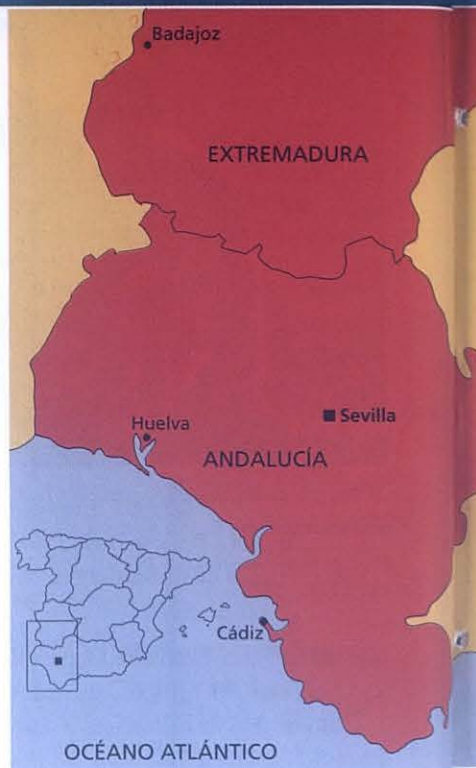 Badajoz
EXTREMADURA
Huelva
Sevilla
ANDALUCÍA
Cádiz
OCÉANO ATLÁNTICO